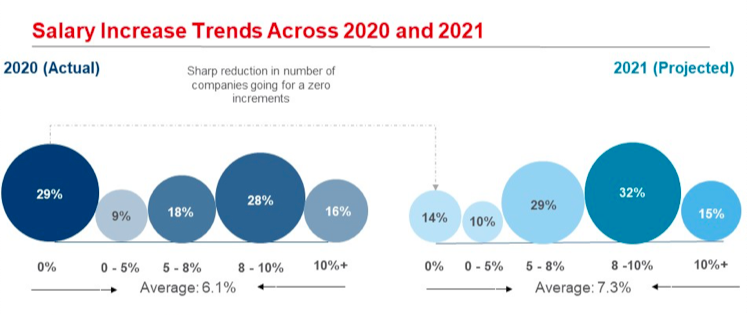 Salary Increase Trends Across 2020 and 2021
2020 (Actual)
Sharp reduction in number of
companies going for a zero
increments
2021 (Projected)
29%
9%
18%
28%
16%
14%
10%
29%
32%
15%
0%
0 - 5%
5 - 8%
8 - 10%
10%+
0%
0 - 5%
5 - 8%
8 -10%
10%+
Average: 6.1%
Average: 7.3%